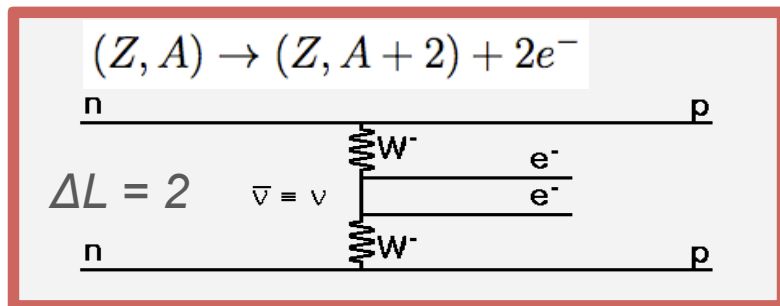 (Z, A) → (Z, A + 2) + 2e⁻
n p
W⁻
e⁻
ΔL = 2 ν̄ ≡ ν e⁻
W⁻
n p